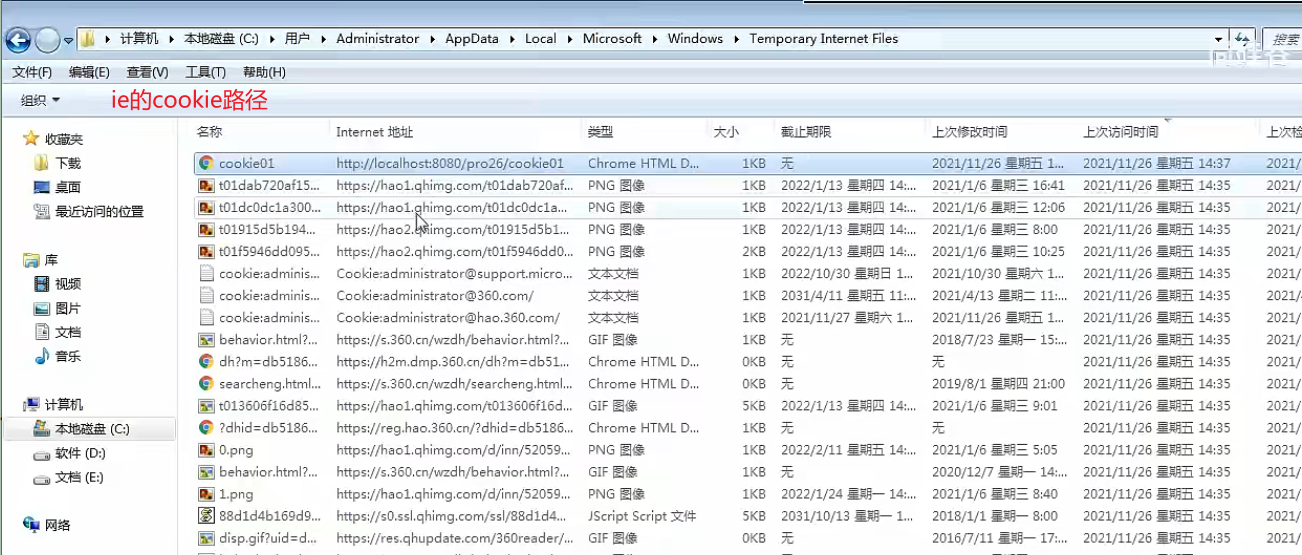 计算机 ▸ 本地磁盘 (C:) ▸ 用户 ▸ Administrator ▸ AppData ▸ Local ▸ Microsoft ▸ Windows ▸ Temporary Internet Files 搜索
文件(F) 编辑(E) 查看(V) 工具(T) 帮助(H)
组织 ie的cookie路径
收藏夹
下载
桌面
最近访问的位置
库
视频
图片
文档
音乐
计算机
本地磁盘 (C:)
软件 (D:)
文档 (E:)
网络
名称 Internet 地址 类型 大小 截止期限 上次修改时间 上次访问时间 上次检
cookie01 http://localhost:8080/pro26/cookie01 Chrome HTML D... 1KB 无 2021/11/26 星期五 1... 2021/11/26 星期五 14:37 2021/
t01dab720af15... https://hao1.qhimg.com/t01dab720af... PNG 图像 1KB 2022/1/13 星期四 14:... 2021/1/6 星期三 16:41 2021/11/26 星期五 14:35 2021/
t01dc0dc1a300... https://hao1.qhimg.com/t01dc0dc1a... PNG 图像 1KB 2022/1/13 星期四 14:... 2021/1/6 星期三 12:06 2021/11/26 星期五 14:35 2021/
t01915d5b194... https://hao2.qhimg.com/t01915d5b1... PNG 图像 1KB 2022/1/13 星期四 14:... 2021/1/6 星期三 8:00 2021/11/26 星期五 14:35 2021/
t01f5946dd095... https://hao2.qhimg.com/t01f5946dd0... PNG 图像 2KB 2022/1/13 星期四 14:... 2021/1/6 星期三 10:25 2021/11/26 星期五 14:35 2021/
cookie:adminis... Cookie:administrator@support.micro... 文本文档 1KB 2022/10/30 星期日 1... 2021/10/30 星期六 1... 2021/11/26 星期五 14:35 2021/
cookie:adminis... Cookie:administrator@360.com/ 文本文档 1KB 2031/4/11 星期五 11:... 2021/4/13 星期二 11:... 2021/11/26 星期五 14:35 2021/
cookie:adminis... Cookie:administrator@hao.360.com/ 文本文档 1KB 2021/11/27 星期六 1... 2021/11/26 星期五 1... 2021/11/26 星期五 14:35 2021/
behavior.html?... https://s.360.cn/wzdh/behavior.html?... GIF 图像 1KB 无 2018/7/23 星期一 15:... 2021/11/26 星期五 14:35 2021/
dh?m=db5186... https://h2m.dmp.360.cn/dh?m=db51... Chrome HTML D... 0KB 无 无 2021/11/26 星期五 14:35 2021/
searcheng.html... https://s.360.cn/wzdh/searcheng.html... Chrome HTML D... 0KB 无 2019/8/1 星期四 21:00 2021/11/26 星期五 14:35 2021/
t013606f16d85... https://hao1.qhimg.com/t013606f16d... GIF 图像 5KB 2022/1/13 星期四 14:... 2021/1/6 星期三 9:01 2021/11/26 星期五 14:35 2021/
?dhid=db5186... https://reg.hao.360.cn/?dhid=db5186... Chrome HTML D... 1KB 无 无 2021/11/26 星期五 14:35 2021/
0.png https://hao1.qhimg.com/d/inn/52059... PNG 图像 1KB 2022/2/11 星期五 14:... 2021/1/6 星期三 5:05 2021/11/26 星期五 14:35 2021/
behavior.html?... https://s.360.cn/wzdh/behavior.html?... GIF 图像 1KB 无 2020/12/7 星期一 14:... 2021/11/26 星期五 14:35 2021/
1.png https://hao1.qhimg.com/d/inn/52059... PNG 图像 1KB 2022/1/24 星期一 14:... 2021/1/6 星期三 8:40 2021/11/26 星期五 14:35 2021/
88d1d4b169d9... https://s0.ssl.qhimg.com/ssl/88d1d4... JScript Script 文件 5KB 2031/10/13 星期一 1... 2018/1/1 星期一 8:00 2021/11/26 星期五 14:35 2021/
disp.gif?uid=d... https://res.qhupdate.com/360reader/... GIF 图像 0KB 无 2016/7/11 星期一 17:... 2021/11/26 星期五 14:35 2021/